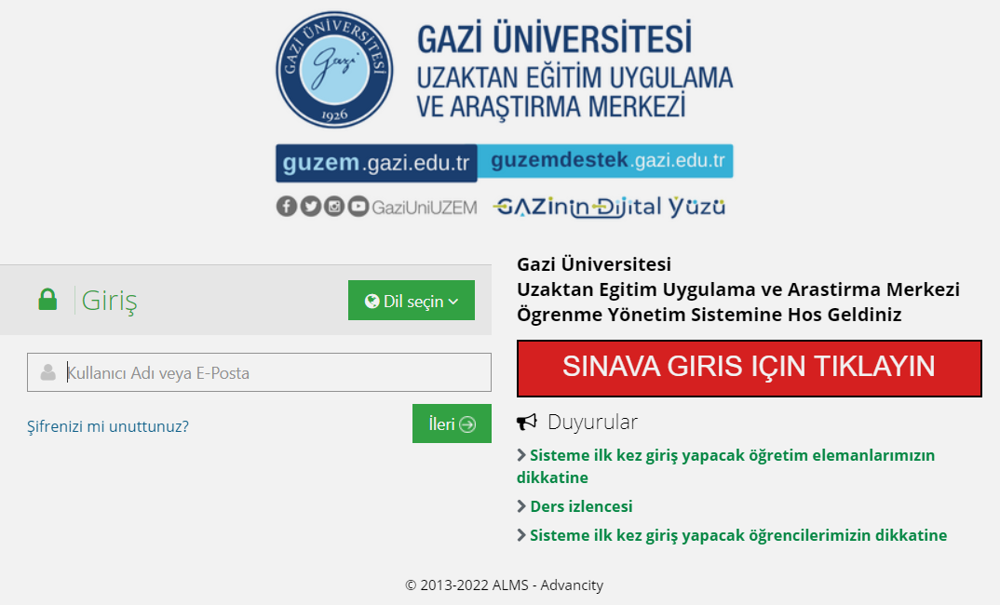 GAZİ ÜNİVERSİTESİ
Gazi
1926
GAZİ ÜNİVERSİTESİ
UZAKTAN EĞİTİM UYGULAMA
VE ARAŞTIRMA MERKEZİ
guzem.gazi.edu.tr
guzemdestek.gazi.edu.tr
GaziUniUZEM
GAZİnin Dijital Yüzü
Giriş
Dil seçin
Kullanıcı Adı veya E-Posta
Şifrenizi mi unuttunuz?
İleri
Gazi Üniversitesi
Uzaktan Egitim Uygulama ve Arastirma Merkezi
Ögrenme Yönetim Sistemine Hos Geldiniz
SINAVA GIRIS IÇIN TIKLAYIN
Duyurular
Sisteme ilk kez giriş yapacak öğretim elemanlarımızın
dikkatine
Ders izlencesi
Sisteme ilk kez giriş yapacak öğrencilerimizin dikkatine
© 2013-2022 ALMS - Advancity